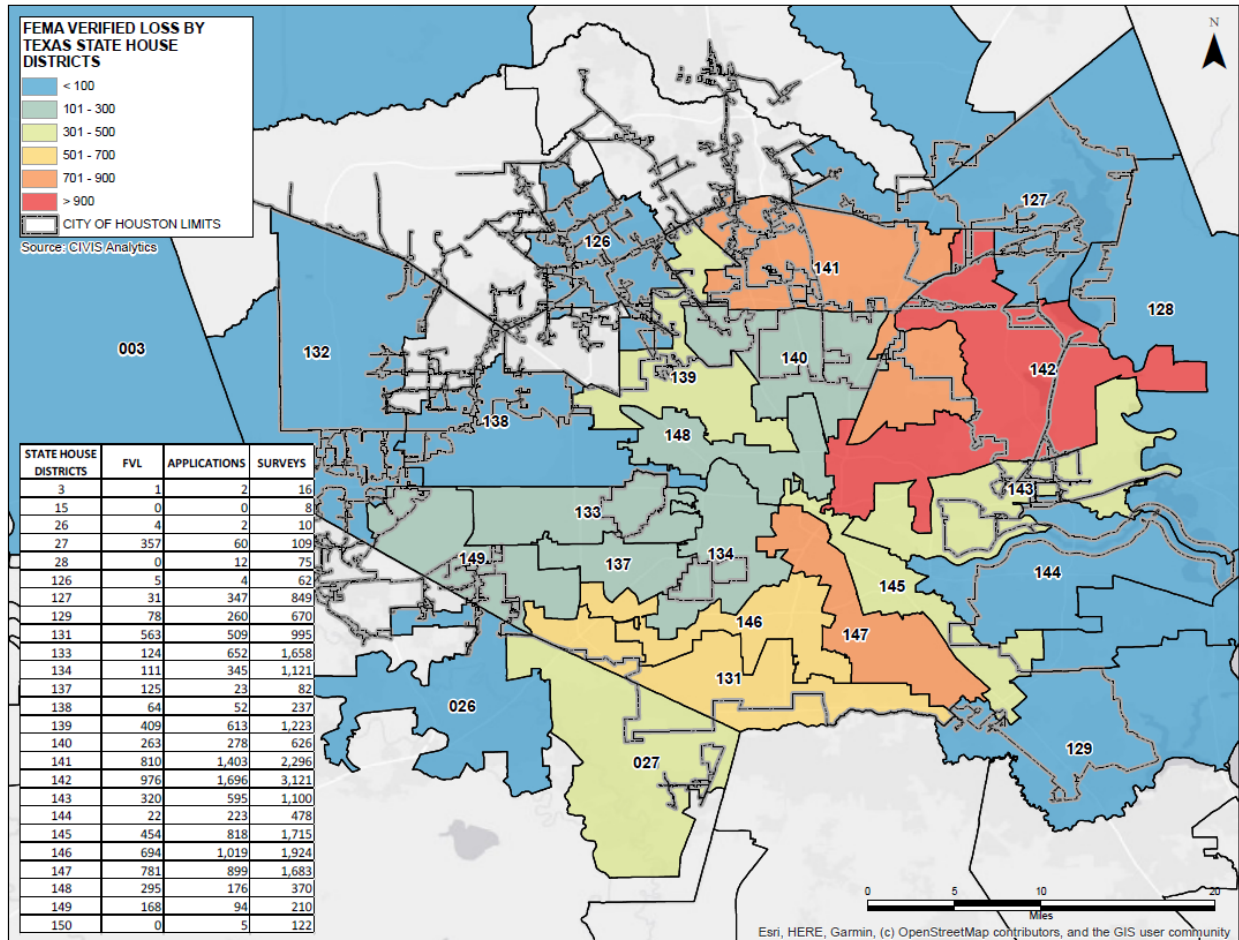 FEMA VERIFIED LOSS BY
TEXAS STATE HOUSE
DISTRICTS
< 100
101 - 300
301 - 500
501 - 700
701 - 900
> 900
CITY OF HOUSTON LIMITS
Source: CIVIS Analytics
N
127
126
141
128
003
132
140
142
139
138
148
143
133
134
149
137
145
144
146
147
131
026
129
027
STATE HOUSE DISTRICTS FVL APPLICATIONS SURVEYS
3 1 2 16
15 0 0 8
26 4 2 10
27 357 60 109
28 0 12 75
126 5 4 62
127 31 347 849
129 78 260 670
131 563 509 995
133 124 652 1,658
134 111 345 1,121
137 125 23 82
138 64 52 237
139 409 613 1,223
140 263 278 626
141 810 1,403 2,296
142 976 1,696 3,121
143 320 595 1,100
144 22 223 478
145 454 818 1,715
146 694 1,019 1,924
147 781 899 1,683
148 295 176 370
149 168 94 210
150 0 5 122
0 5 10 20
Miles
Esri, HERE, Garmin, (c) OpenStreetMap contributors, and the GIS user community